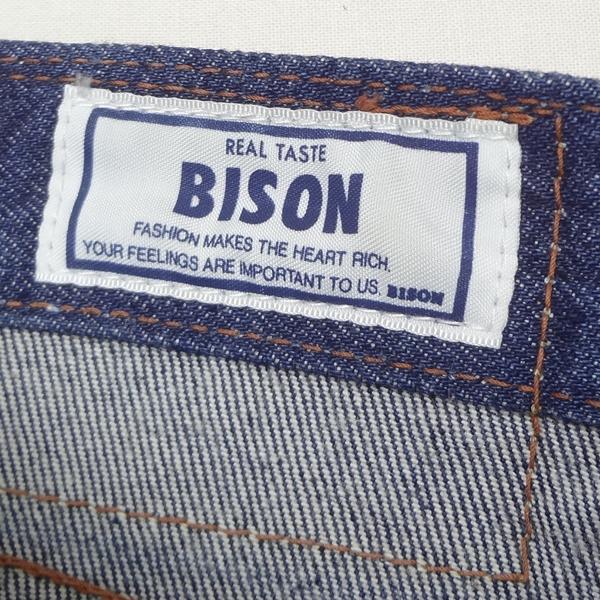 REAL TASTE
BISON
FASHION MAKES THE HEART RICH.
YOUR FEELINGS ARE IMPORTANT TO US. BISON